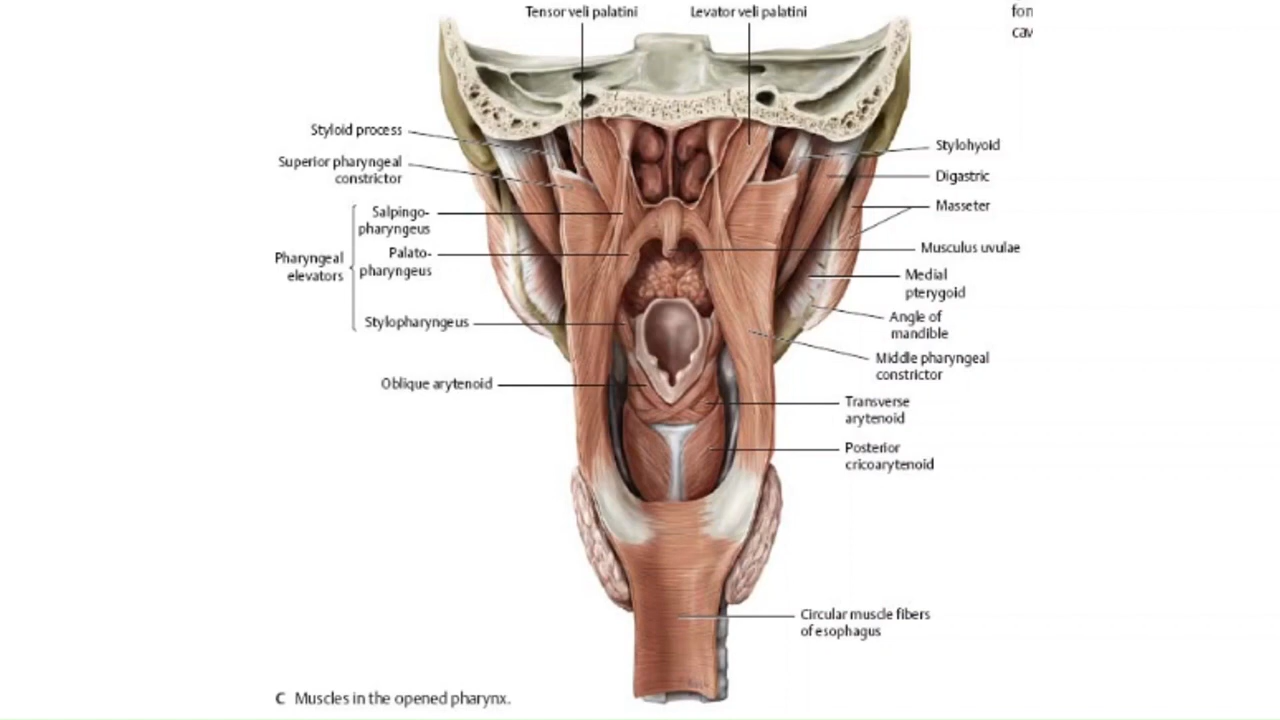 Tensor veli palatini
Levator veli palatini
fon
cav
Styloid process
Superior pharyngeal
constrictor
Salpingo-
pharyngeus
Pharyngeal
elevators
Palato-
pharyngeus
Stylopharyngeus
Oblique arytenoid
Stylohyoid
Digastric
Masseter
Musculus uvulae
Medial
pterygoid
Angle of
mandible
Middle pharyngeal
constrictor
Transverse
arytenoid
Posterior
cricoarytenoid
Circular muscle fibers
of esophagus
C Muscles in the opened pharynx.